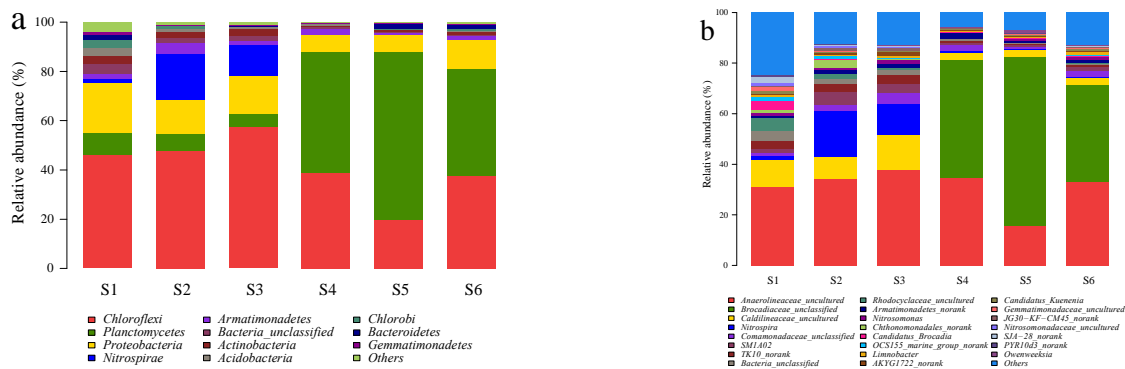 a
Relative abundance (%)
100
80
60
40
20
0
S1 S2 S3 S4 S5 S6
Chloroflexi Armatimonadetes Chlorobi
Planctomycetes Bacteria_unclassified Bacteroidetes
Proteobacteria Actinobacteria Gemmatimonadetes
Nitrospirae Acidobacteria Others
b
Relative abundance (%)
100
80
60
40
20
0
S1 S2 S3 S4 S5 S6
Anaerolineaceae_uncultured Rhodocyclaceae_uncultured Candidatus_Kuenenia
Brocadiaceae_unclassified Armatimonadetes_norank Gemmatimonadaceae_uncultured
Caldilineaceae_uncultured Nitrosomonas JG30-KF-CM45_norank
Nitrospira Chthonomonadales_norank Nitrosomonadaceae_uncultured
Comamonadaceae_unclassified Candidatus_Brocadia SJA-28_norank
SM1A02 OCS155_marine_group_norank PYR10d3_norank
TK10_norank Limnobacter Owenweeksia
Bacteria_unclassified AKYG1722_norank Others